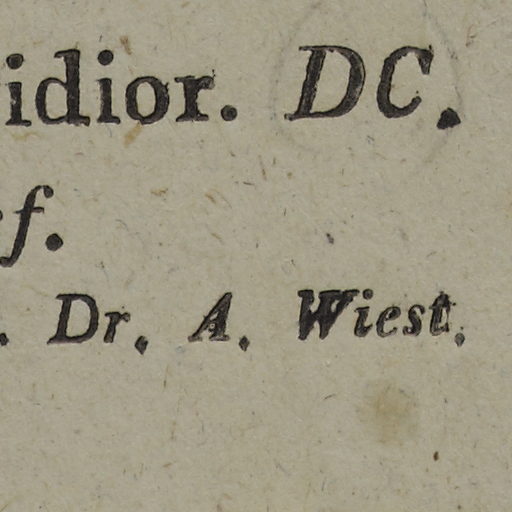 idior. DC.
f.
. Dr. A. Wiest.